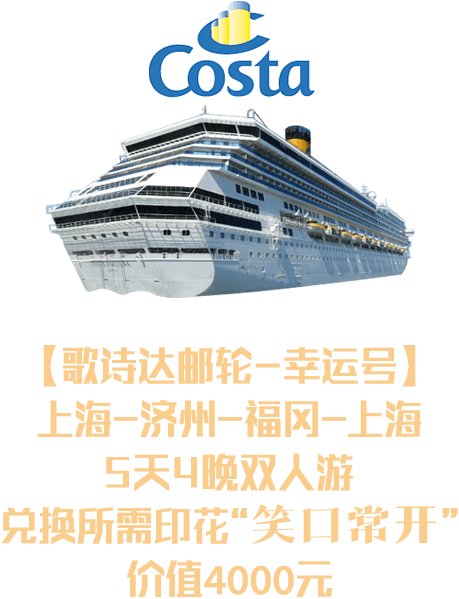 Costa
【歌诗达邮轮-幸运号】
上海-济州-福冈-上海
5天4晚双人游
兑换所需印花“笑口常开”
价值4000元